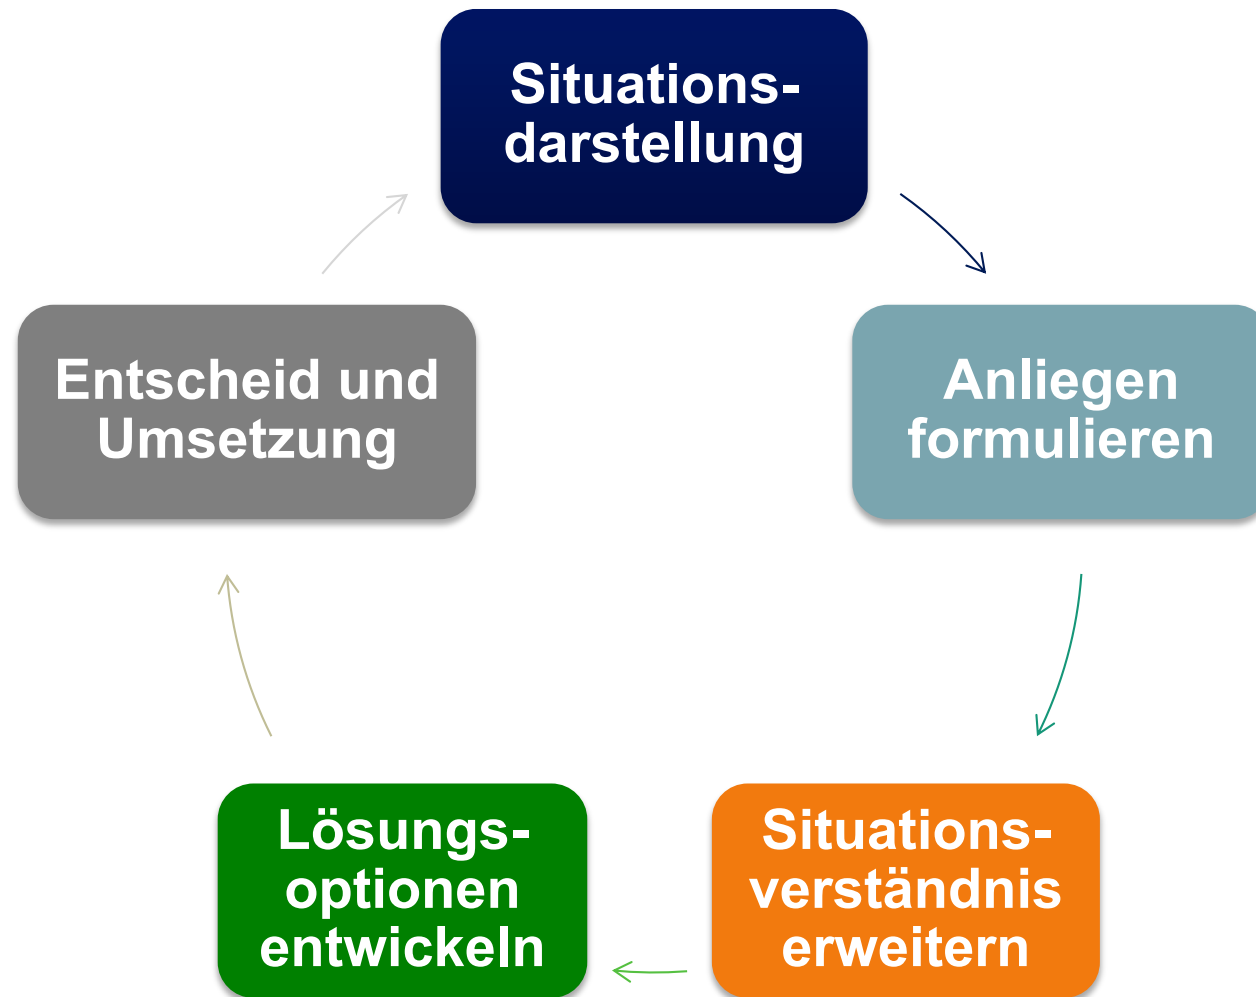 Situations-
darstellung
Anliegen
formulieren
Situations-
verständnis
erweitern
Lösungs-
optionen
entwickeln
Entscheid und
Umsetzung